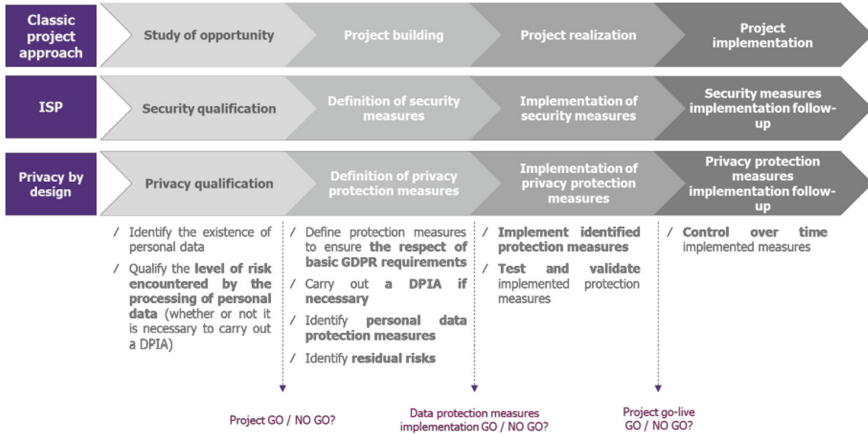 Classic
project
approach
Study of opportunity
Project building
Project realization
Project
implementation
ISP
Security qualification
Definition of security
measures
Implementation of
security measures
Security measures
implementation follow-
up
Privacy by
design
Privacy qualification
Definition of privacy
protection measures
Implementation of
privacy protection
measures
Privacy protection
measures
implementation follow-
up
/ Identify the existence of
personal data
/ Qualify the level of risk
encountered by the
processing of personal
data (whether or not it
is necessary to carry out
a DPIA)
/ Define protection measures
to ensure the respect of
basic GDPR requirements
/ Carry out a DPIA if
necessary
/ Identify personal data
protection measures
/ Identify residual risks
/ Implement identified
protection measures
/ Test and validate
implemented protection
measures
/ Control over time
implemented measures
Project GO / NO GO?
Data protection measures
implementation GO / NO GO?
Project go-live
GO / NO GO?